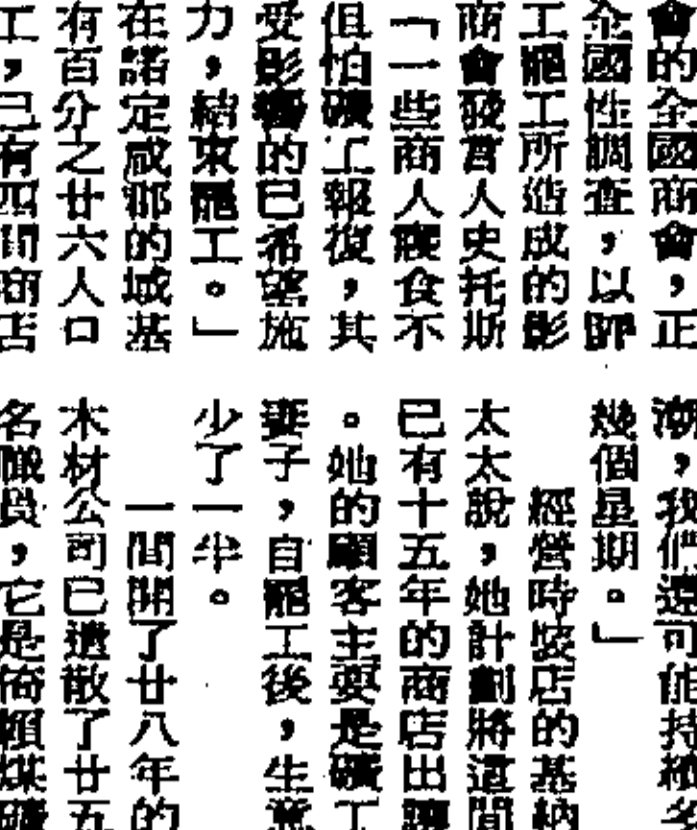 會的全國商會，正
全國性調查，以評
工罷工所造成的影
商會發言人史托斯
「一些商人寢食不
但怕礦工報復，其
受影響的已希望施
力，結束罷工。」
在諾定咸郡的城基
有百分之廿六人口
工，已有四間商店
潮，我們還可能持續多
幾個星期。」
經營時裝店的基納
太太說，她計劃將這間
已有十五年的商店出讓
。她的顧客主要是礦工
妻子，自罷工後，生意
少了一半。
一間開了廿八年的
木材公司已遣散了廿五
名職員，它是倚賴煤礦